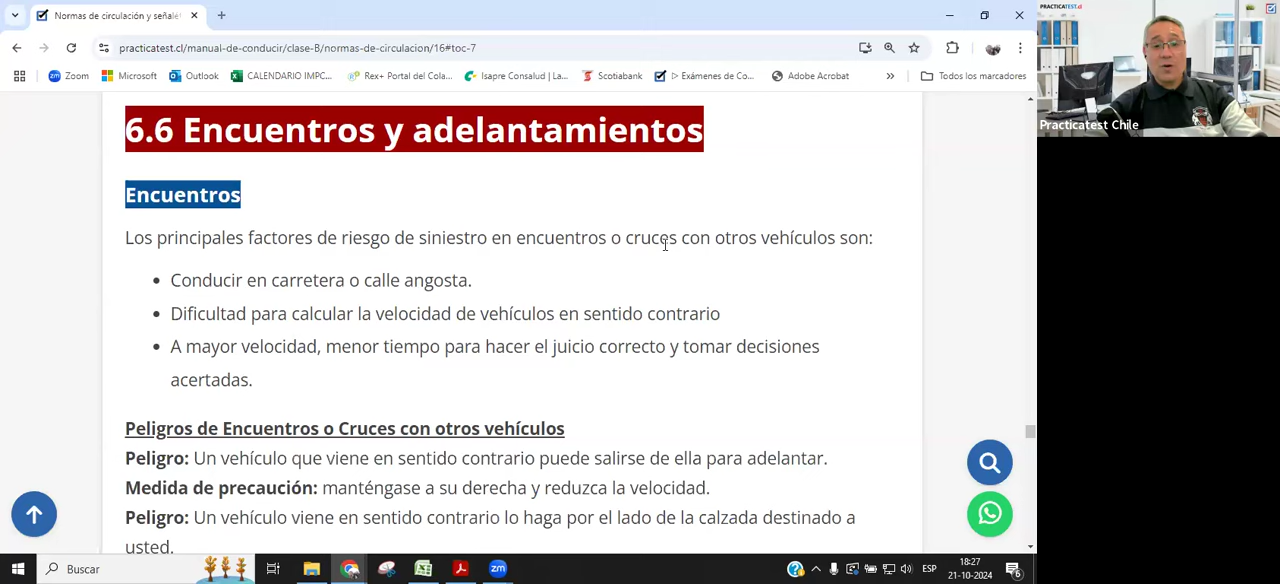 Normas de circulación y señalét
practicatest.cl/manual-de-conducir/clase-B/normas-de-circulacion/16#toc-7
Zoom
Microsoft
Outlook
CALENDARIO IMPC...
Rex+ Portal del Cola...
Isapre Consalud | La...
Scotiabank
▷ Exámenes de Co...
Adobe Acrobat
»
Todos los marcadores
PRACTICATEST.cl
Practicatest Chile
6.6 Encuentros y adelantamientos
Encuentros
Los principales factores de riesgo de siniestro en encuentros o cruces con otros vehículos son:
• Conducir en carretera o calle angosta.
• Dificultad para calcular la velocidad de vehículos en sentido contrario
• A mayor velocidad, menor tiempo para hacer el juicio correcto y tomar decisiones
acertadas.
Peligros de Encuentros o Cruces con otros vehículos
Peligro: Un vehículo que viene en sentido contrario puede salirse de ella para adelantar.
Medida de precaución: manténgase a su derecha y reduzca la velocidad.
Peligro: Un vehículo viene en sentido contrario lo haga por el lado de la calzada destinado a
usted.
Buscar
ESP
18:27
21-10-2024
6